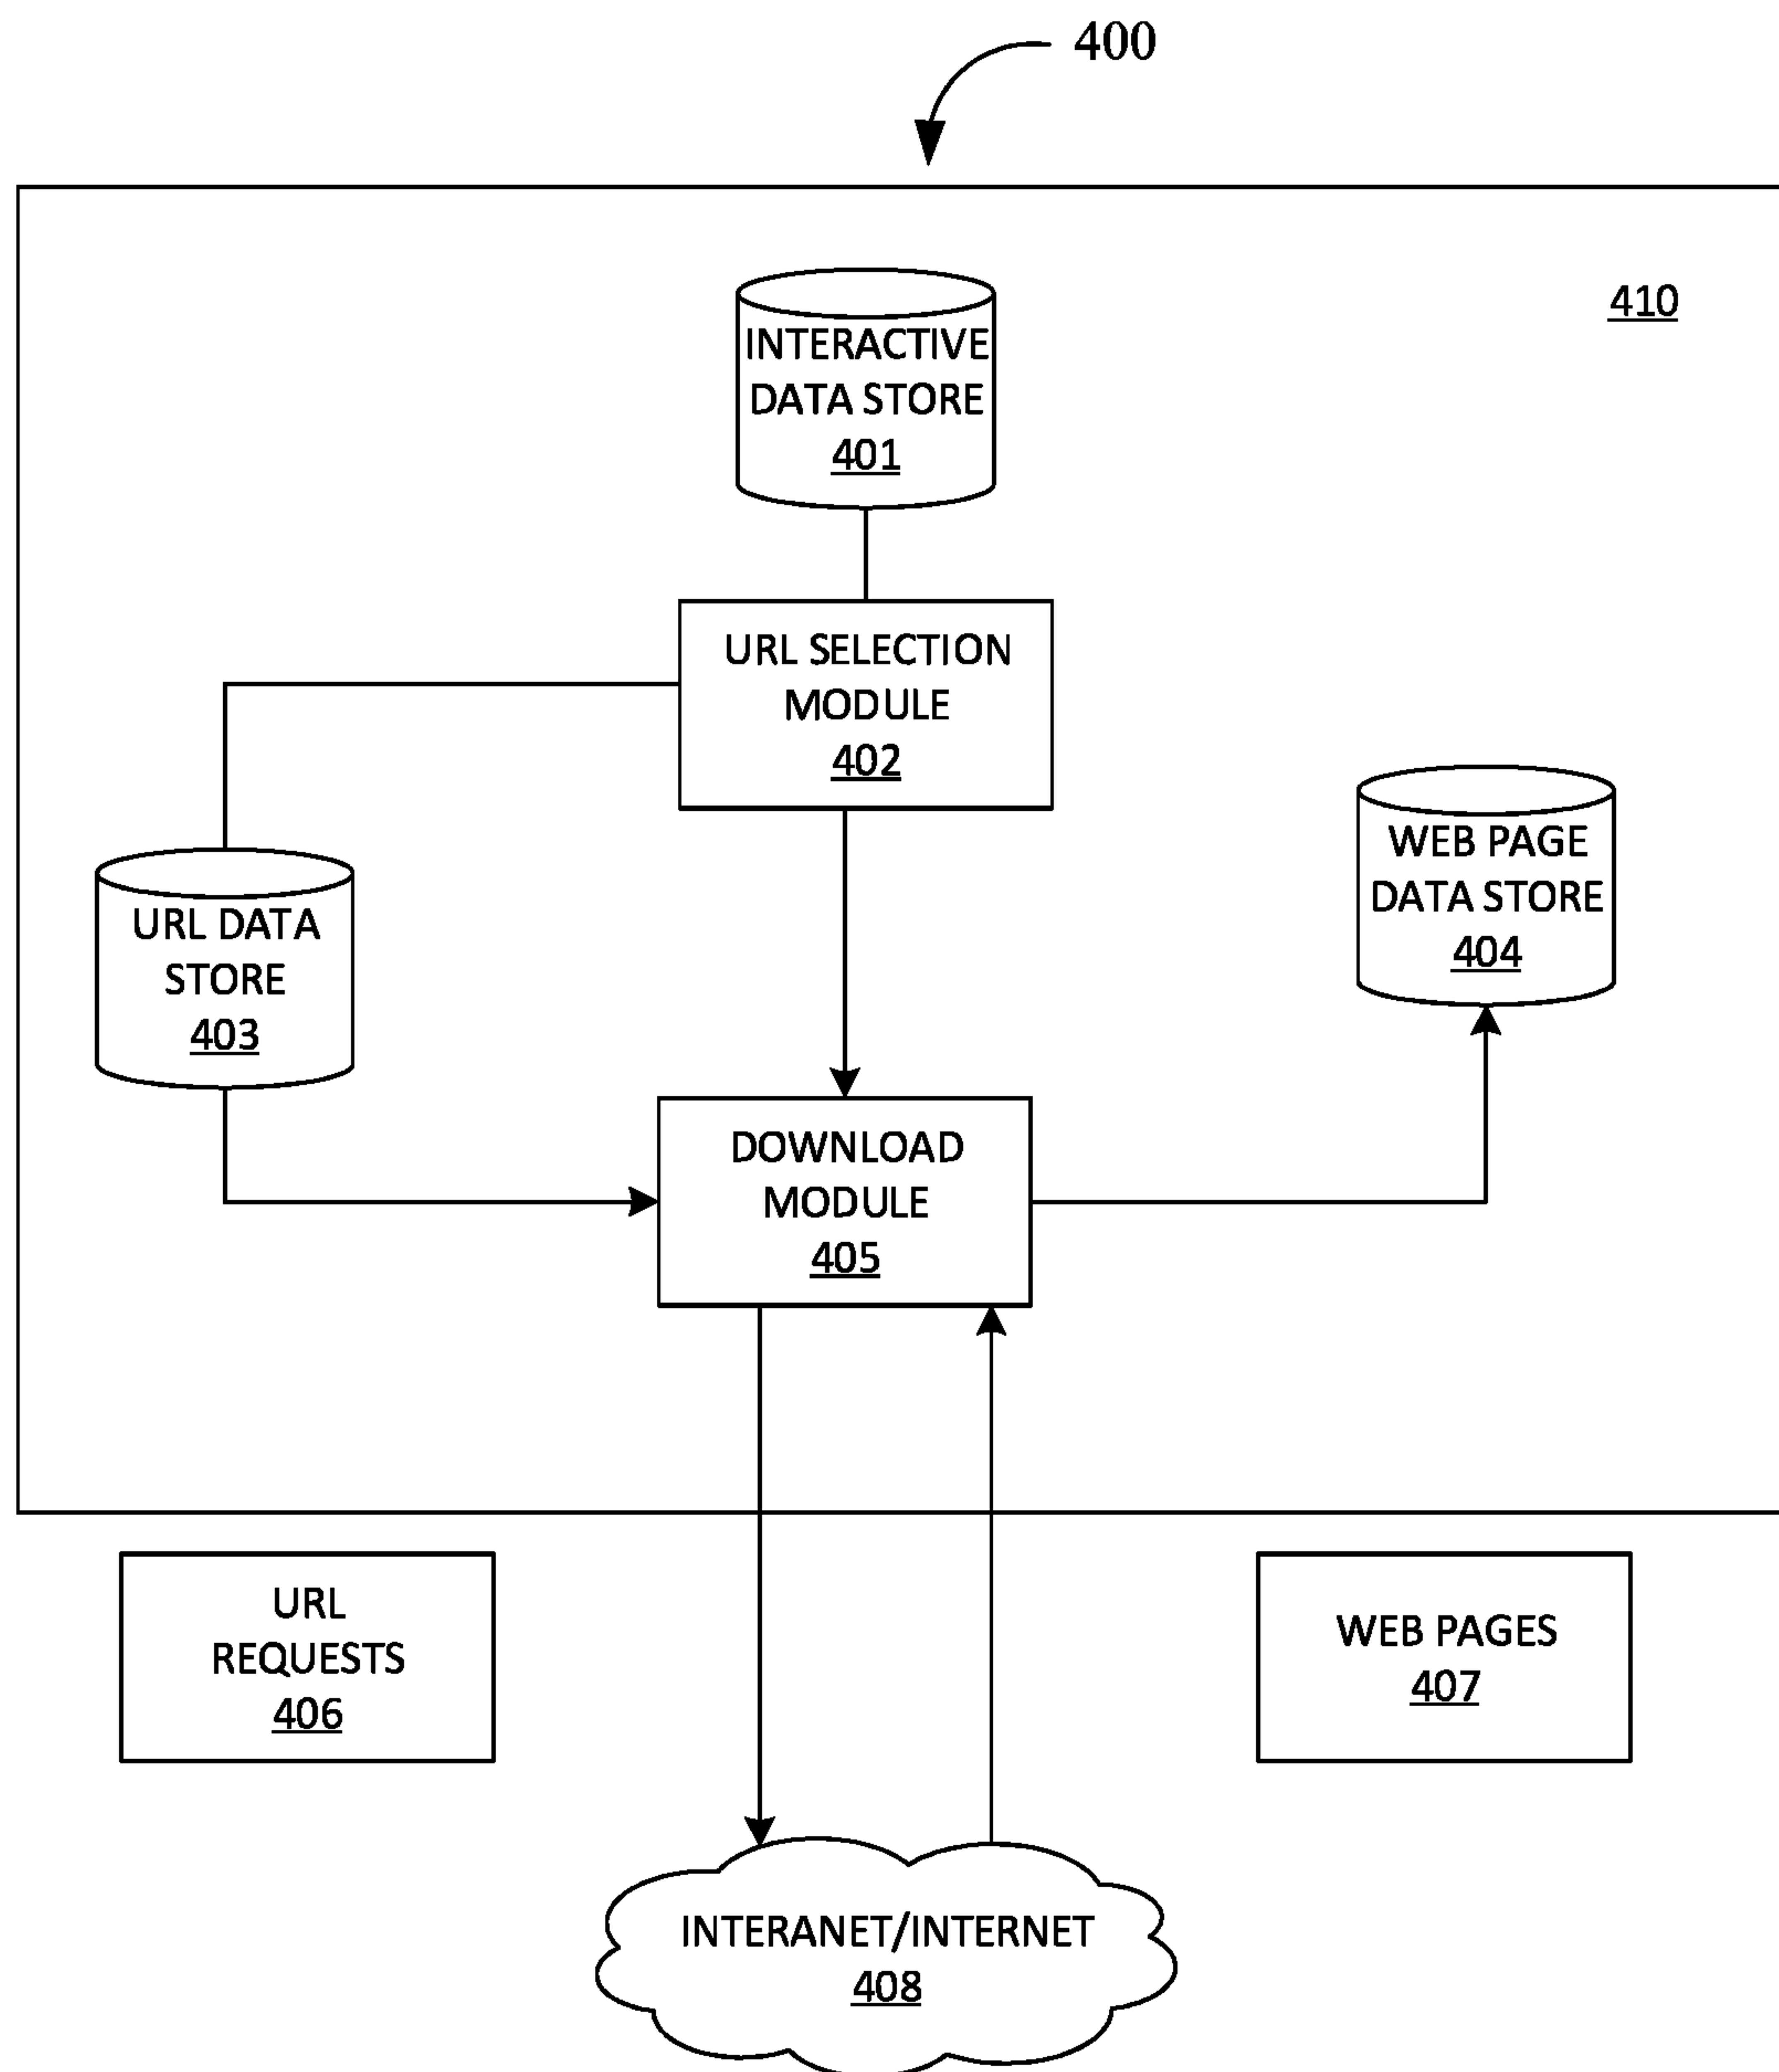 400
410
INTERACTIVE
DATA STORE
401
URL SELECTION
MODULE
402
WEB PAGE
DATA STORE
404
URL DATA
STORE
403
DOWNLOAD
MODULE
405
URL
REQUESTS
406
WEB PAGES
407
INTERANET/INTERNET
408